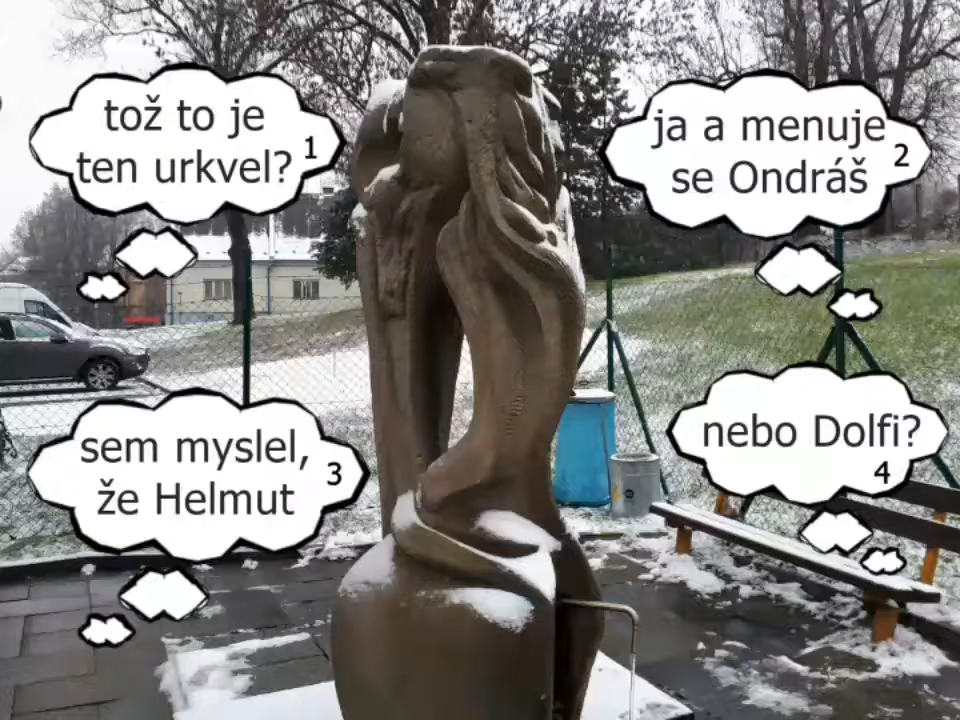 tož to je
ten urkvel?
1
ja a menuje
se Ondráš
2
sem myslel,
že Helmut
3
nebo Dolfi?
4